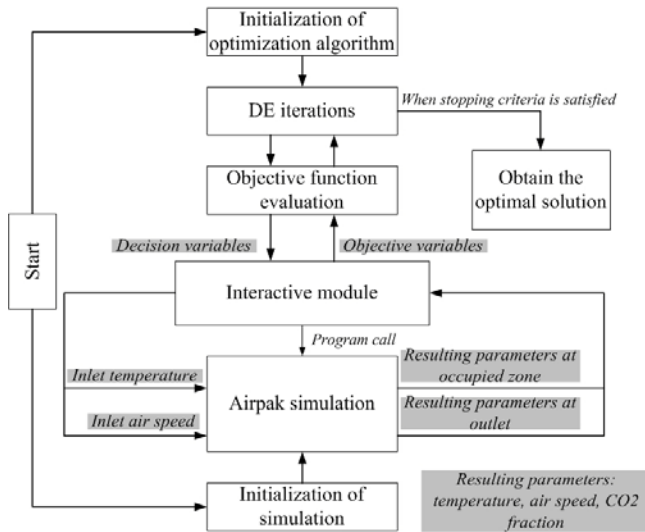 Initialization of
optimization algorithm
DE iterations
When stopping criteria is satisfied
Objective function
evaluation
Obtain the
optimal solution
Decision variables
Objective variables
Start
Interactive module
Program call
Inlet temperature
Resulting parameters at
occupied zone
Airpak simulation
Inlet air speed
Resulting parameters at
outlet
Initialization of
simulation
Resulting parameters:
temperature, air speed, CO2
fraction